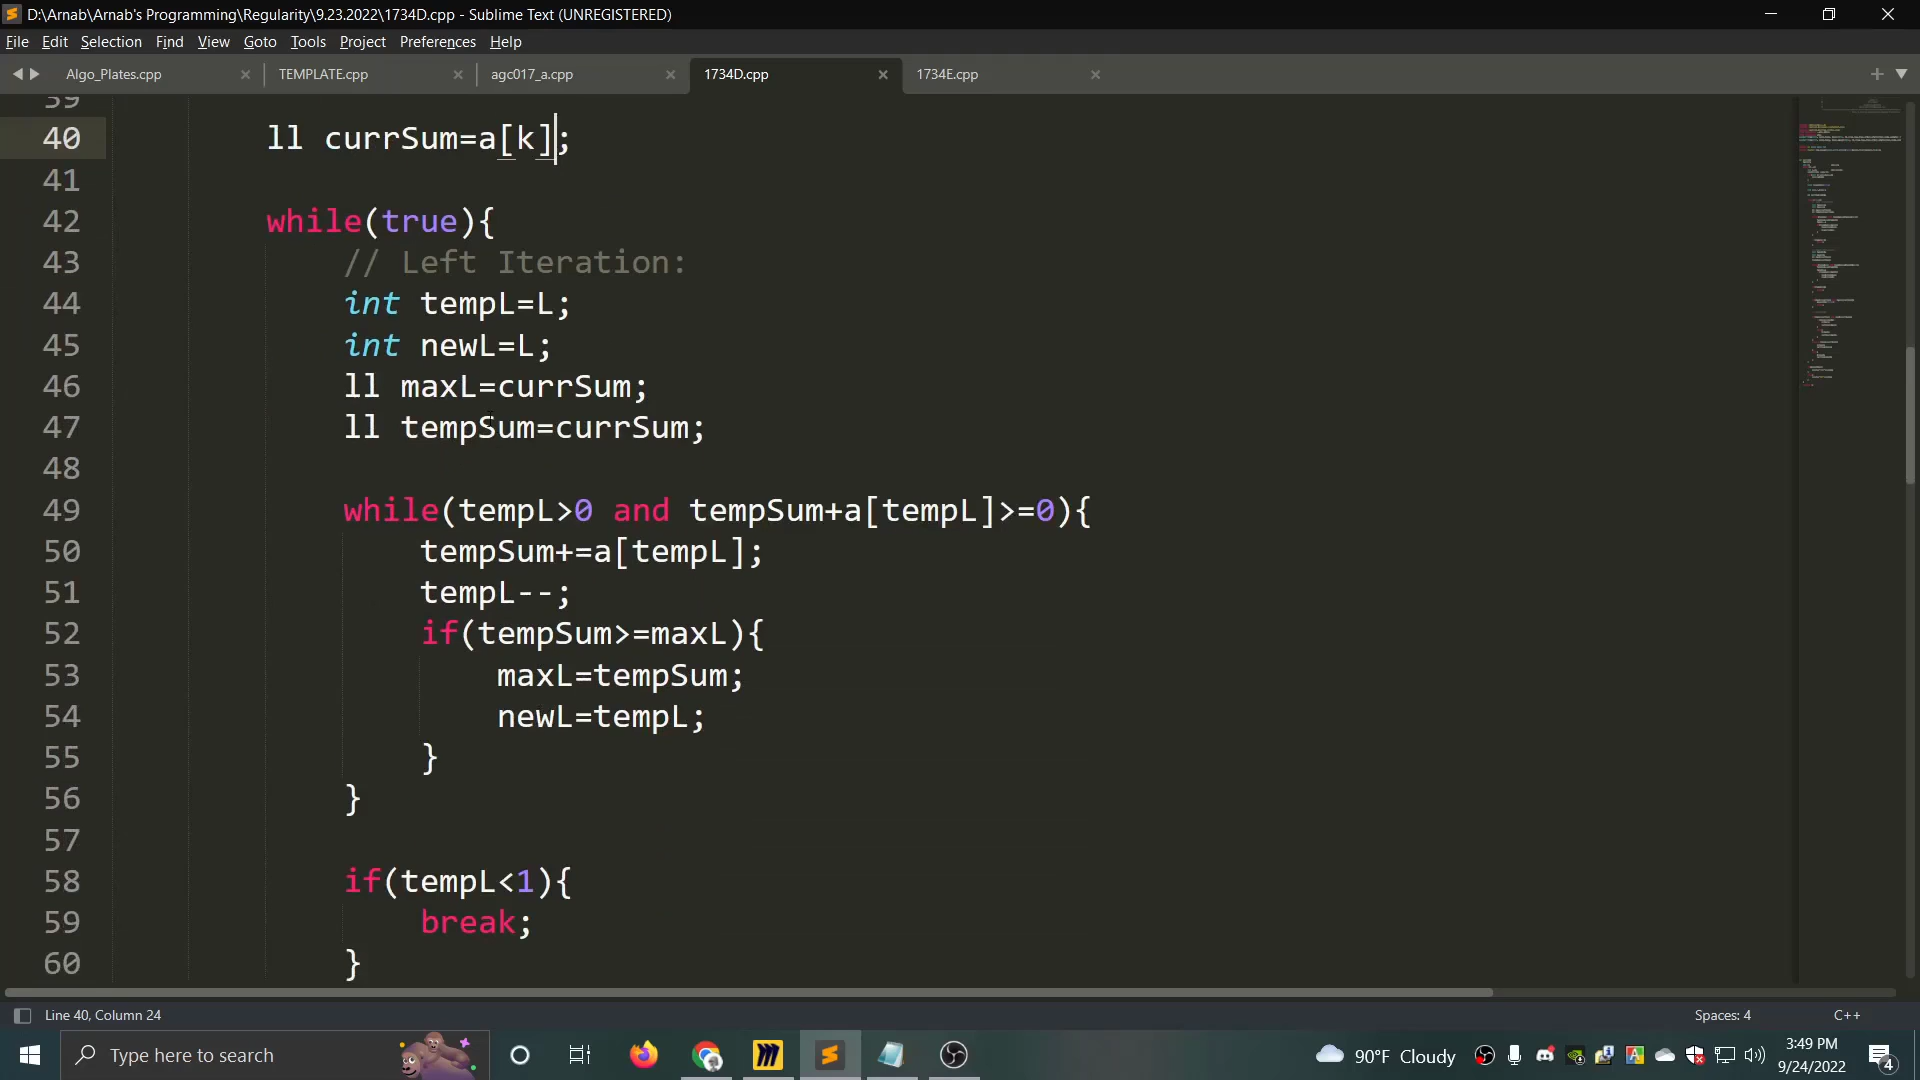 D:\Arnab\Arnab's Programming\Regularity\9.23.2022\1734D.cpp - Sublime Text (UNREGISTERED)
File Edit Selection Find View Goto Tools Project Preferences Help
Algo_Plates.cpp TEMPLATE.cpp agc017_a.cpp 1734D.cpp 1734E.cpp
39
40 ll currSum=a[k];
41
42 while(true){
43 // Left Iteration:
44 int tempL=L;
45 int newL=L;
46 ll maxL=currSum;
47 ll tempSum=currSum;
48
49 while(tempL>0 and tempSum+a[tempL]>=0){
50 tempSum+=a[tempL];
51 tempL--;
52 if(tempSum>=maxL){
53 maxL=tempSum;
54 newL=tempL;
55 }
56 }
57
58 if(tempL<1){
59 break;
60 }
Line 40, Column 24 Spaces: 4 C++
Type here to search 90°F Cloudy 3:49 PM
9/24/2022 4